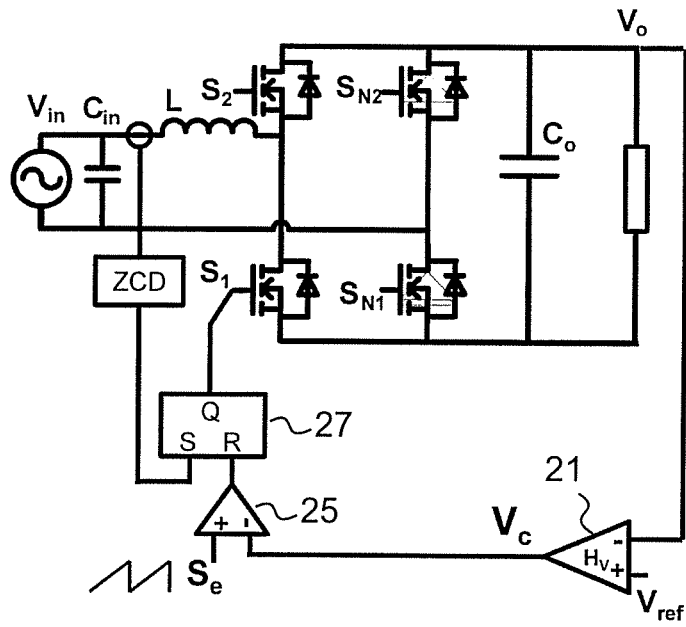 Vo
S2
SN2
Vin
Cin
L
Co
ZCD
S1
SN1
Q
S R
27
25
21
+ -
Vc
-
HV+
Se
Vref